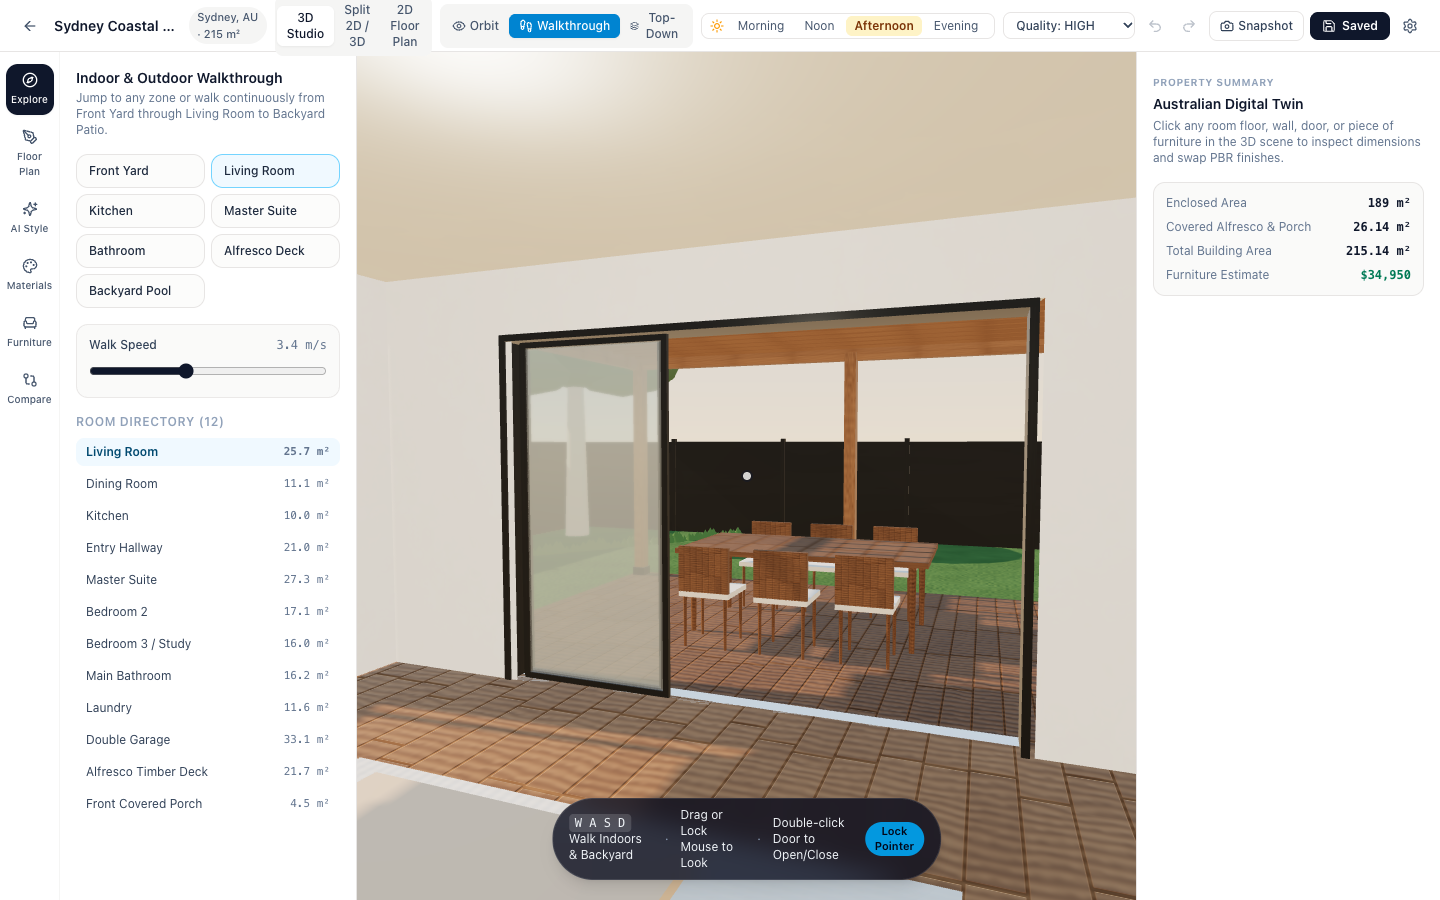 Sydney Coastal ...
Sydney, AU
· 215 m²
3D
Studio
Split
2D /
3D
2D
Floor
Plan
Orbit
Walkthrough
Top-
Down
Morning
Noon
Afternoon
Evening
Quality: HIGH
Snapshot
Saved
Explore
Floor
Plan
AI Style
Materials
Furniture
Compare
Indoor & Outdoor Walkthrough
Jump to any zone or walk continuously from
Front Yard through Living Room to Backyard
Patio.
Front Yard
Living Room
Kitchen
Master Suite
Bathroom
Alfresco Deck
Backyard Pool
Walk Speed 3.4 m/s
ROOM DIRECTORY (12)
Living Room 25.7 m²
Dining Room 11.1 m²
Kitchen 10.0 m²
Entry Hallway 21.0 m²
Master Suite 27.3 m²
Bedroom 2 17.1 m²
Bedroom 3 / Study 16.0 m²
Main Bathroom 16.2 m²
Laundry 11.6 m²
Double Garage 33.1 m²
Alfresco Timber Deck 21.7 m²
Front Covered Porch 4.5 m²
W A S D
Walk Indoors
& Backyard
·
Drag or
Lock
Mouse to
Look
·
Double-click
Door to
Open/Close
Lock
Pointer
PROPERTY SUMMARY
Australian Digital Twin
Click any room floor, wall, door, or piece of
furniture in the 3D scene to inspect dimensions
and swap PBR finishes.
Enclosed Area 189 m²
Covered Alfresco & Porch 26.14 m²
Total Building Area 215.14 m²
Furniture Estimate $34,950